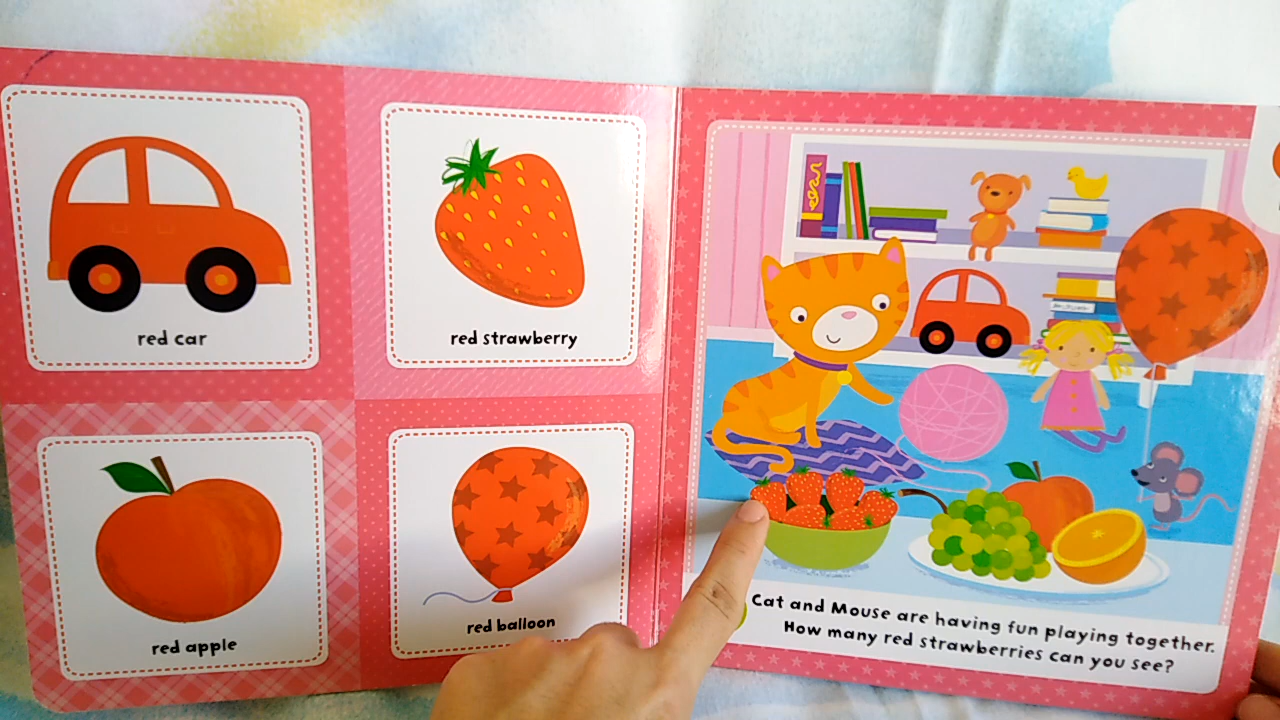 red car
red strawberry
red apple
red balloon
Cat and Mouse are having fun playing together.
How many red strawberries can you see?